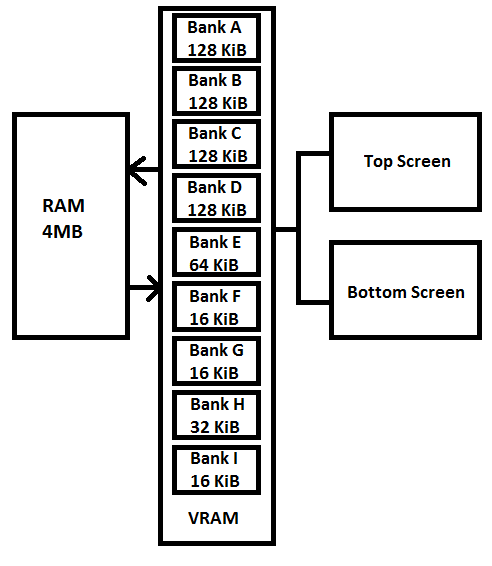 Bank A
128 KiB
Bank B
128 KiB
Bank C
128 KiB
Bank D
128 KiB
Bank E
64 KiB
Bank F
16 KiB
Bank G
16 KiB
Bank H
32 KiB
Bank I
16 KiB
VRAM
RAM
4MB
Top Screen
Bottom Screen